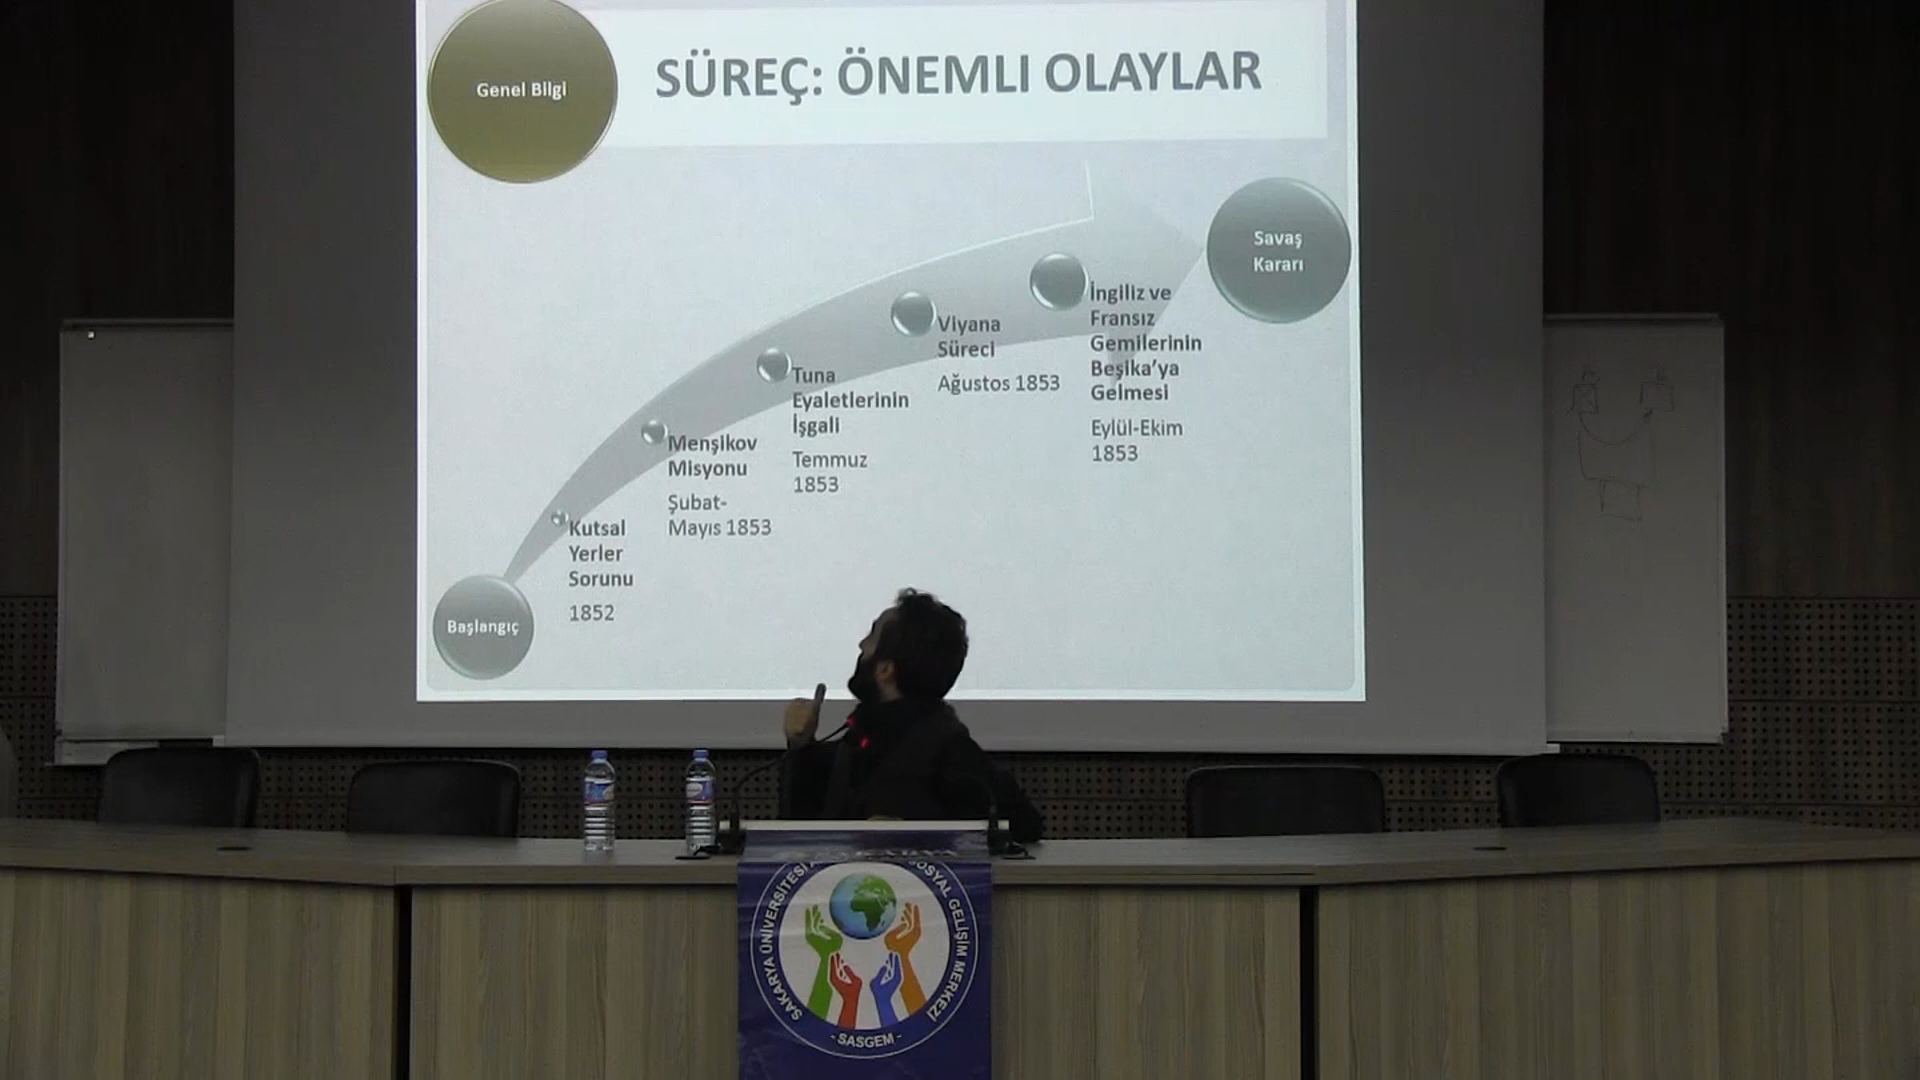 Genel Bilgi
SÜREÇ: ÖNEMLI OLAYLAR
Başlangıç
Kutsal
Yerler
Sorunu
1852
Menşikov
Misyonu
Şubat-
Mayıs 1853
Tuna
Eyaletlerinin
İşgali
Temmuz
1853
Viyana
Süreci
Ağustos 1853
İngiliz ve
Fransız
Gemilerinin
Beşika’ya
Gelmesi
Eylül-Ekim
1853
Savaş
Kararı
SAKARYA ÜNİVERSİTESİ
SOSYAL GELİŞİM MERKEZİ
- SASGEM -